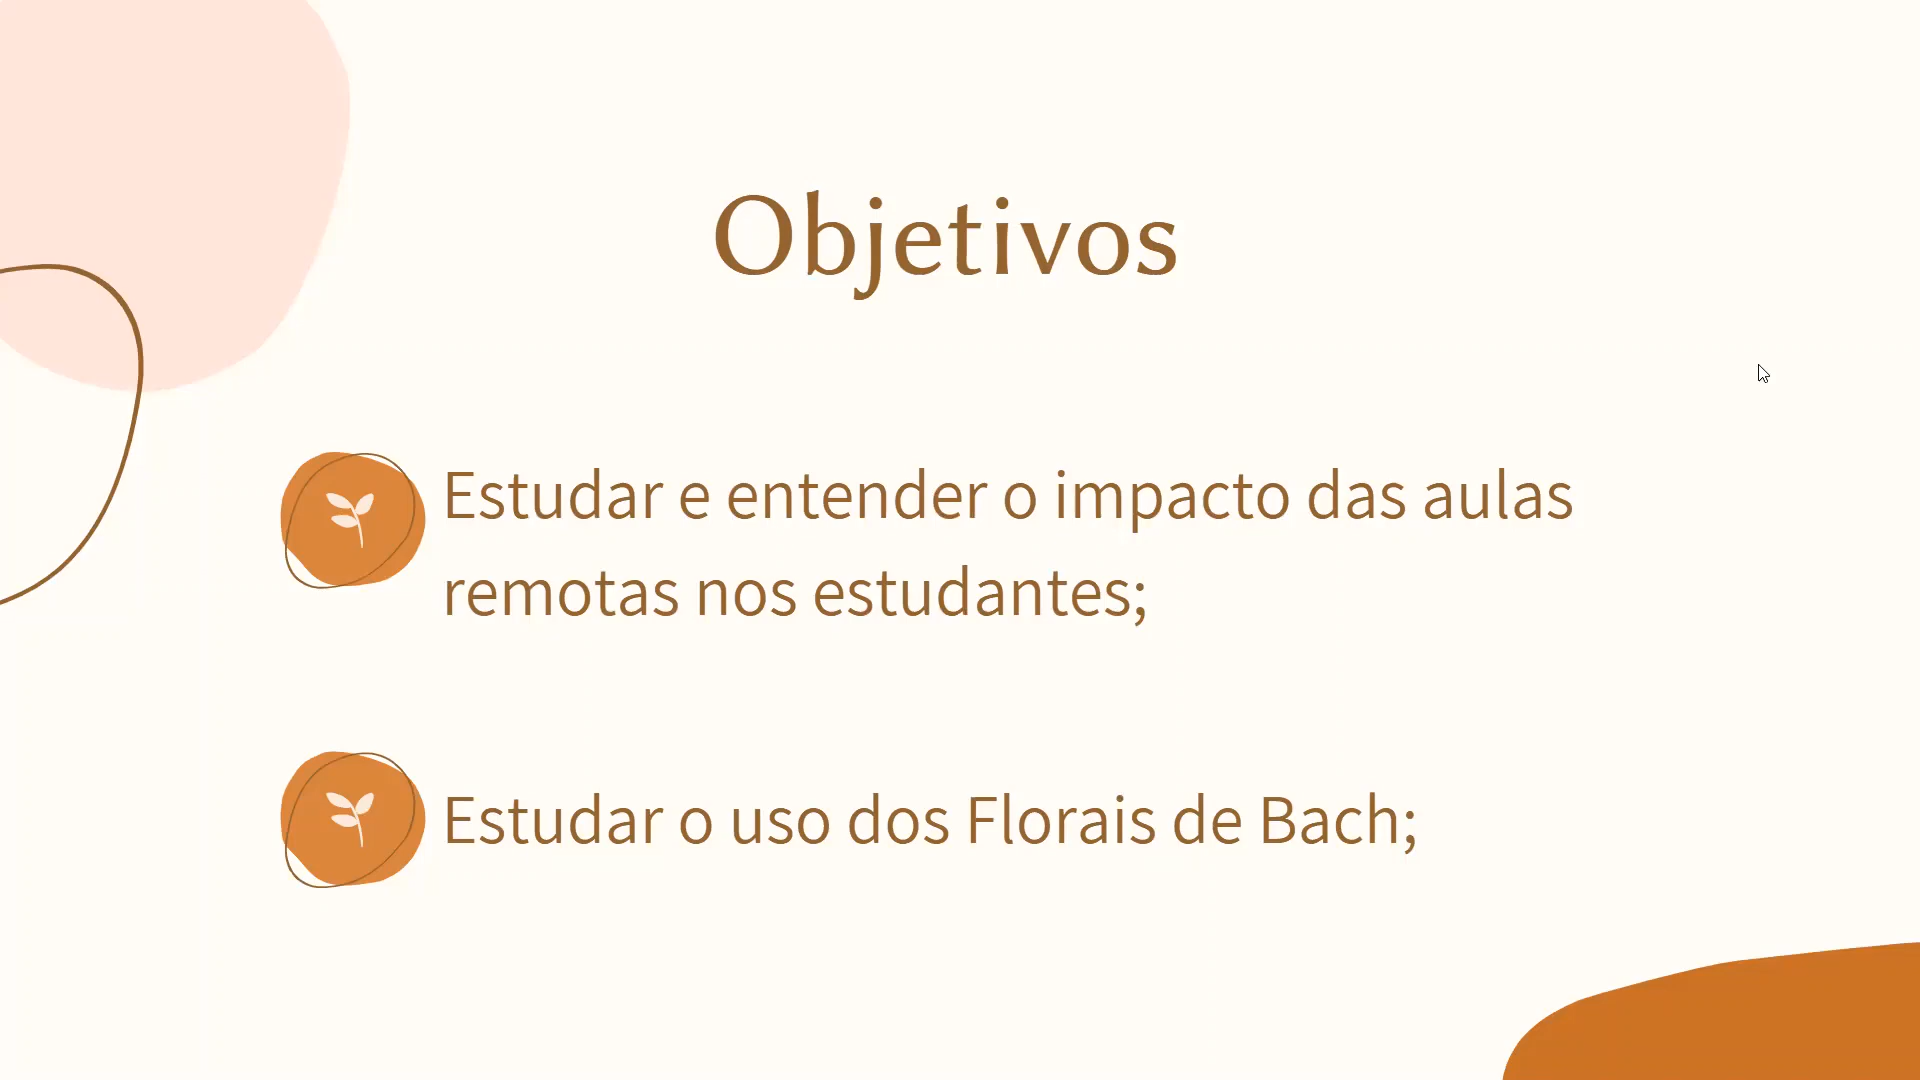 Objetivos
Estudar e entender o impacto das aulas
remotas nos estudantes;
Estudar o uso dos Florais de Bach;